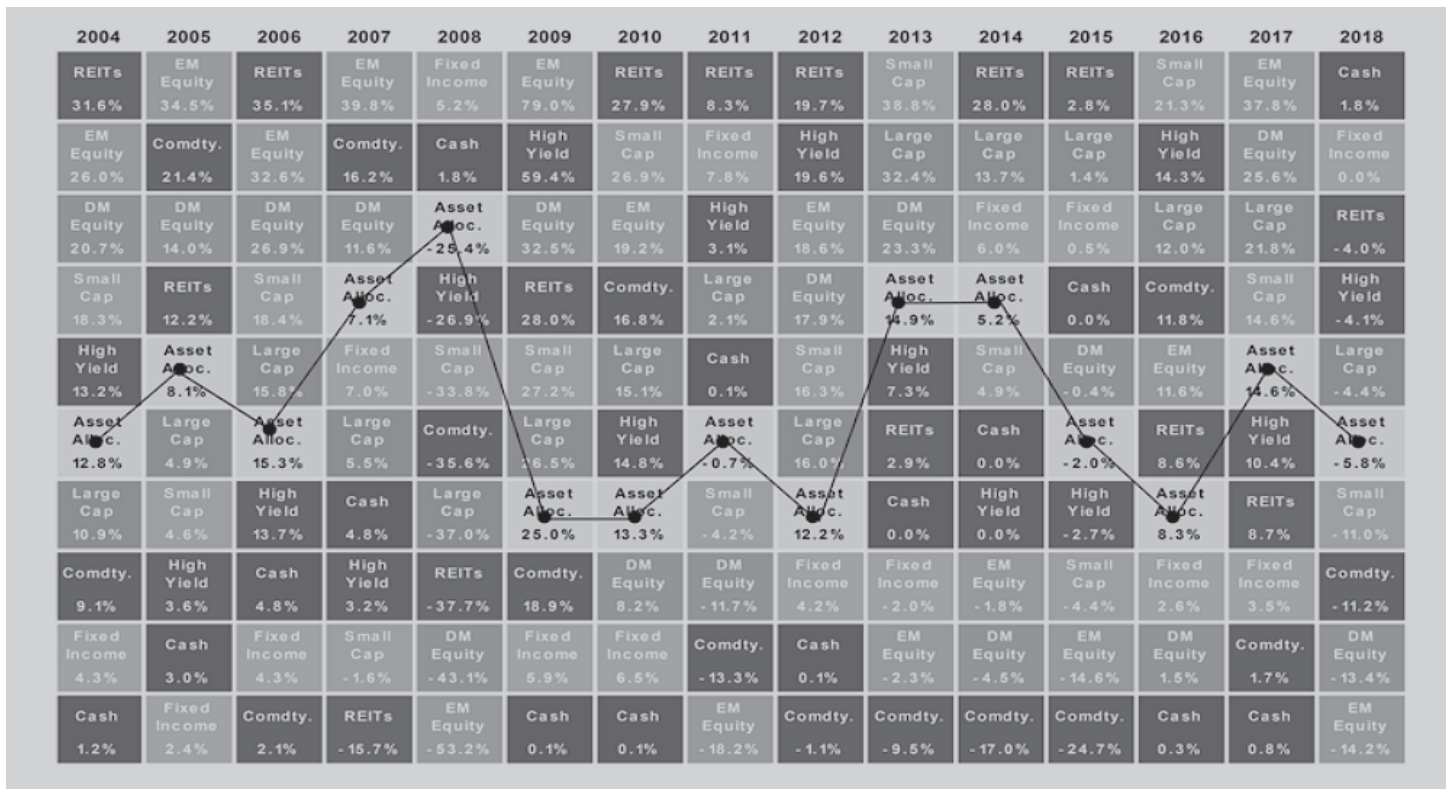 2004 2005 2006 2007 2008 2009 2010 2011 2012 2013 2014 2015 2016 2017 2018
REITs EM Equity REITs EM Equity Fixed Income EM Equity REITs REITs REITs Small Cap REITs REITs Small Cap EM Equity Cash
31.6% 34.5% 35.1% 39.8% 5.2% 79.0% 27.9% 8.3% 19.7% 38.8% 28.0% 2.8% 21.3% 37.8% 1.8%
EM Equity Comdty. EM Equity Comdty. Cash High Yield Small Cap Fixed Income High Yield Large Cap Large Cap Large Cap High Yield DM Equity Fixed Income
26.0% 21.4% 32.6% 16.2% 1.8% 59.4% 26.9% 7.8% 19.6% 32.4% 13.7% 1.4% 14.3% 25.6% 0.0%
DM Equity DM Equity DM Equity DM Equity Asset Alloc. DM Equity EM Equity High Yield EM Equity DM Equity Fixed Income Fixed Income Large Cap Large Cap REITs
20.7% 14.0% 26.9% 11.6% -25.4% 32.5% 19.2% 3.1% 18.6% 23.3% 6.0% 0.5% 12.0% 21.8% -4.0%
Small Cap REITs Small Cap Asset Alloc. High Yield REITs Comdty. Large Cap DM Equity Asset Alloc. Asset Alloc. Cash Comdty. Small Cap High Yield
18.3% 12.2% 18.4% 7.1% -26.9% 28.0% 16.8% 2.1% 17.9% 14.9% 5.2% 0.0% 11.8% 14.6% -4.1%
High Yield Asset Alloc. Large Cap Fixed Income Small Cap Small Cap Large Cap Cash Small Cap High Yield Small Cap DM Equity EM Equity Asset Alloc. Large Cap
13.2% 8.1% 15.8% 7.0% -33.8% 27.2% 15.1% 0.1% 16.3% 7.3% 4.9% -0.4% 11.6% 14.6% -4.4%
Asset Alloc. Large Cap Asset Alloc. Large Cap Comdty. Large Cap High Yield Asset Alloc. Large Cap REITs Cash Asset Alloc. REITs High Yield Asset Alloc.
12.8% 4.9% 15.3% 5.5% -35.6% 26.5% 14.8% -0.7% 16.0% 2.9% 0.0% -2.0% 8.6% 10.4% -5.8%
Large Cap Small Cap High Yield Cash Large Cap Asset Alloc. Asset Alloc. Small Cap Asset Alloc. Cash High Yield High Yield Asset Alloc. REITs Small Cap
10.9% 4.6% 13.7% 4.8% -37.0% 25.0% 13.3% -4.2% 12.2% 0.0% 0.0% -2.7% 8.3% 8.7% -11.0%
Comdty. High Yield Cash High Yield REITs Comdty. DM Equity DM Equity Fixed Income Fixed Income EM Equity Small Cap Fixed Income Fixed Income Comdty.
9.1% 3.6% 4.8% 3.2% -37.7% 18.9% 8.2% -11.7% 4.2% -2.0% -1.8% -4.4% 2.6% 3.5% -11.2%
Fixed Income Cash Fixed Income Small Cap DM Equity Fixed Income Fixed Income Comdty. Cash EM Equity DM Equity EM Equity DM Equity Comdty. DM Equity
4.3% 3.0% 4.3% -1.6% -43.1% 5.9% 6.5% -13.3% 0.1% -2.3% -4.5% -14.6% 1.5% 1.7% -13.4%
Cash Fixed Income Comdty. REITs EM Equity Cash Cash EM Equity Comdty. Comdty. Comdty. Comdty. Cash Cash EM Equity
1.2% 2.4% 2.1% -15.7% -53.2% 0.1% 0.1% -18.2% -1.1% -9.5% -17.0% -24.7% 0.3% 0.8% -14.2%